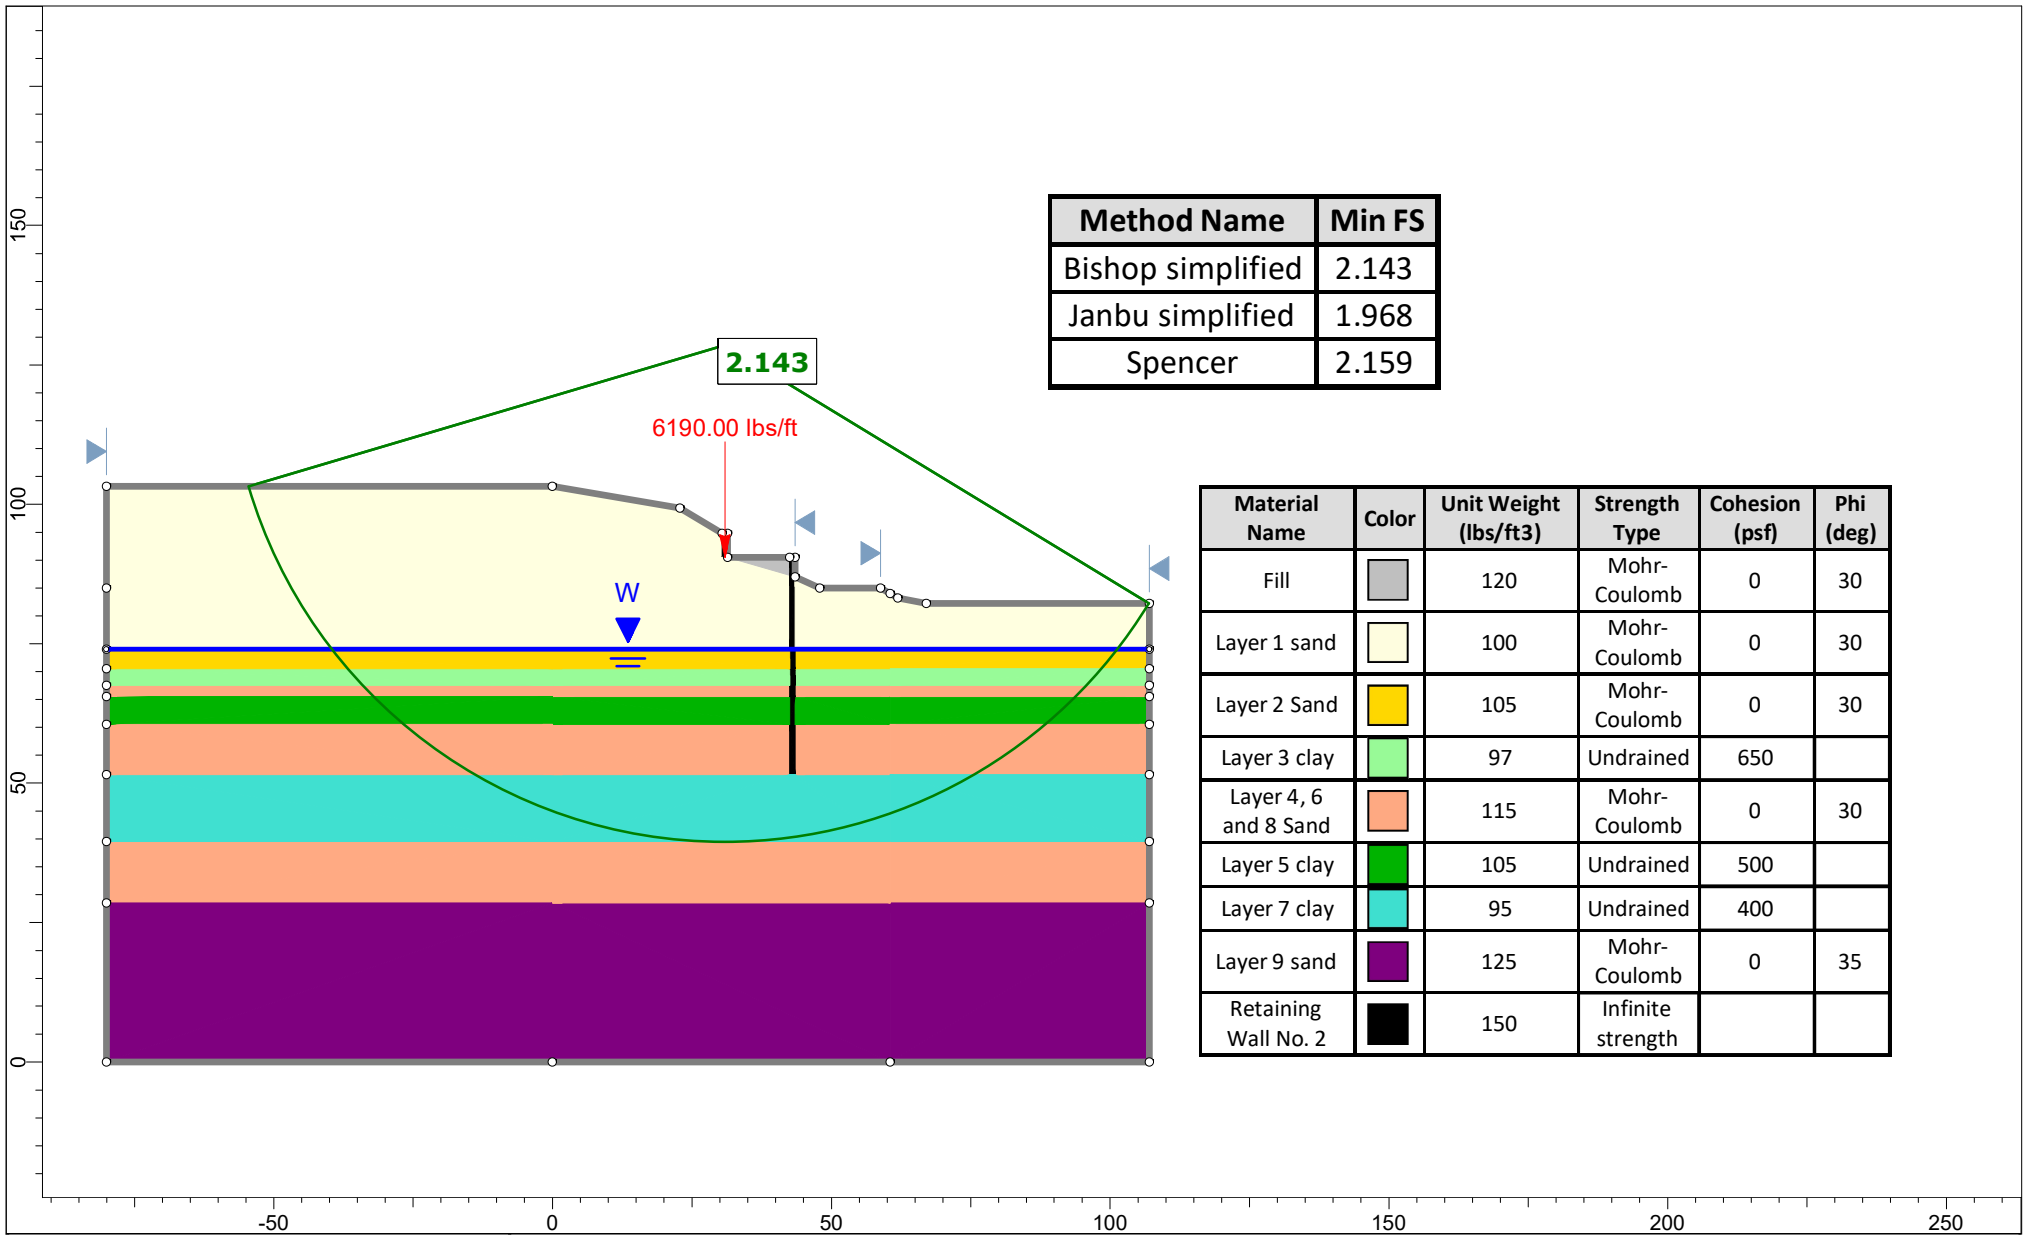 150
100
50
0
-50
0
50
100
150
200
250
Method Name Min FS
Bishop simplified 2.143
Janbu simplified 1.968
Spencer 2.159
2.143
6190.00 lbs/ft
W
Material Name Color Unit Weight (lbs/ft3) Strength Type Cohesion (psf) Phi (deg)
Fill 120 Mohr-Coulomb 0 30
Layer 1 sand 100 Mohr-Coulomb 0 30
Layer 2 Sand 105 Mohr-Coulomb 0 30
Layer 3 clay 97 Undrained 650
Layer 4, 6 and 8 Sand 115 Mohr-Coulomb 0 30
Layer 5 clay 105 Undrained 500
Layer 7 clay 95 Undrained 400
Layer 9 sand 125 Mohr-Coulomb 0 35
Retaining Wall No. 2 150 Infinite strength